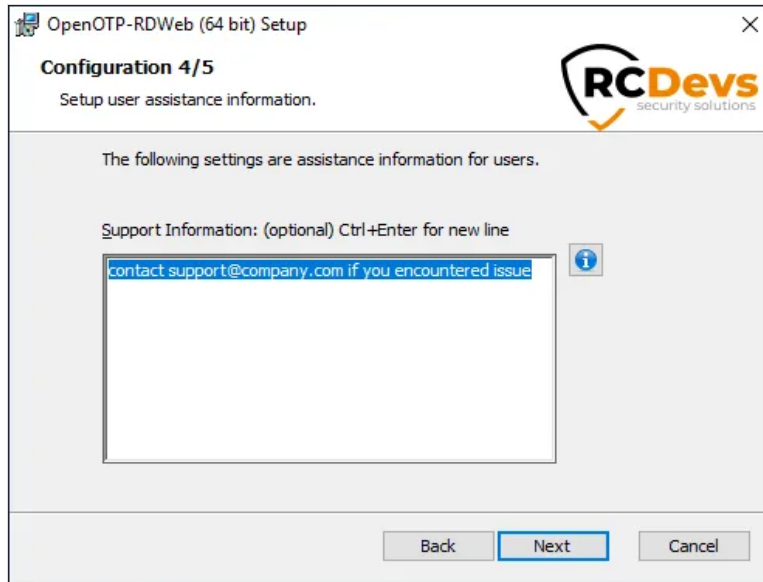 OpenOTP-RDWeb (64 bit) Setup
Configuration 4/5
Setup user assistance information.
RCDevs
security solutions
The following settings are assistance information for users.
Support Information: (optional) Ctrl+Enter for new line
contact support@company.com if you encountered issue
Back
Next
Cancel